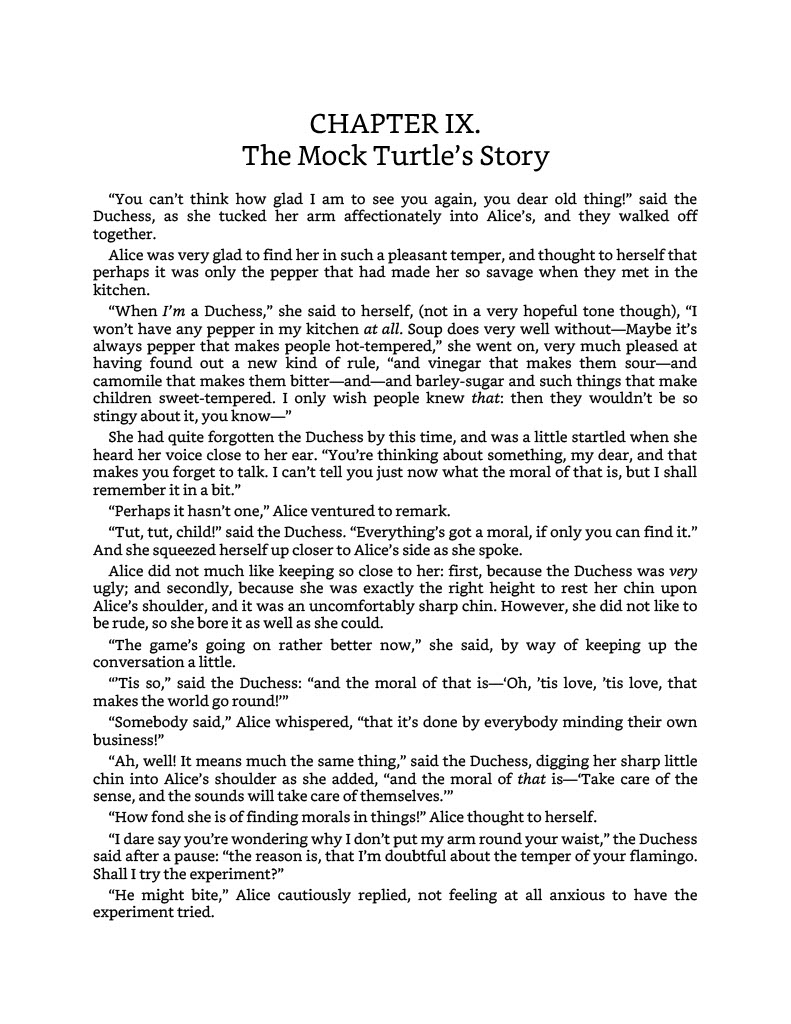 CHAPTER IX.
The Mock Turtle’s Story
“You can’t think how glad I am to see you again, you dear old thing!” said the
Duchess, as she tucked her arm affectionately into Alice’s, and they walked off
together.
Alice was very glad to find her in such a pleasant temper, and thought to herself that
perhaps it was only the pepper that had made her so savage when they met in the
kitchen.
“When I’m a Duchess,” she said to herself, (not in a very hopeful tone though), “I
won’t have any pepper in my kitchen at all. Soup does very well without—Maybe it’s
always pepper that makes people hot-tempered,” she went on, very much pleased at
having found out a new kind of rule, “and vinegar that makes them sour—and
camomile that makes them bitter—and—and barley-sugar and such things that make
children sweet-tempered. I only wish people knew that: then they wouldn’t be so
stingy about it, you know—”
She had quite forgotten the Duchess by this time, and was a little startled when she
heard her voice close to her ear. “You’re thinking about something, my dear, and that
makes you forget to talk. I can’t tell you just now what the moral of that is, but I shall
remember it in a bit.”
“Perhaps it hasn’t one,” Alice ventured to remark.
“Tut, tut, child!” said the Duchess. “Everything’s got a moral, if only you can find it.”
And she squeezed herself up closer to Alice’s side as she spoke.
Alice did not much like keeping so close to her: first, because the Duchess was very
ugly; and secondly, because she was exactly the right height to rest her chin upon
Alice’s shoulder, and it was an uncomfortably sharp chin. However, she did not like to
be rude, so she bore it as well as she could.
“The game’s going on rather better now,” she said, by way of keeping up the
conversation a little.
“’Tis so,” said the Duchess: “and the moral of that is—‘Oh, ’tis love, ’tis love, that
makes the world go round!’”
“Somebody said,” Alice whispered, “that it’s done by everybody minding their own
business!”
“Ah, well! It means much the same thing,” said the Duchess, digging her sharp little
chin into Alice’s shoulder as she added, “and the moral of that is—‘Take care of the
sense, and the sounds will take care of themselves.’”
“How fond she is of finding morals in things!” Alice thought to herself.
“I dare say you’re wondering why I don’t put my arm round your waist,” the Duchess
said after a pause: “the reason is, that I’m doubtful about the temper of your flamingo.
Shall I try the experiment?”
“He might bite,” Alice cautiously replied, not feeling at all anxious to have the
experiment tried.